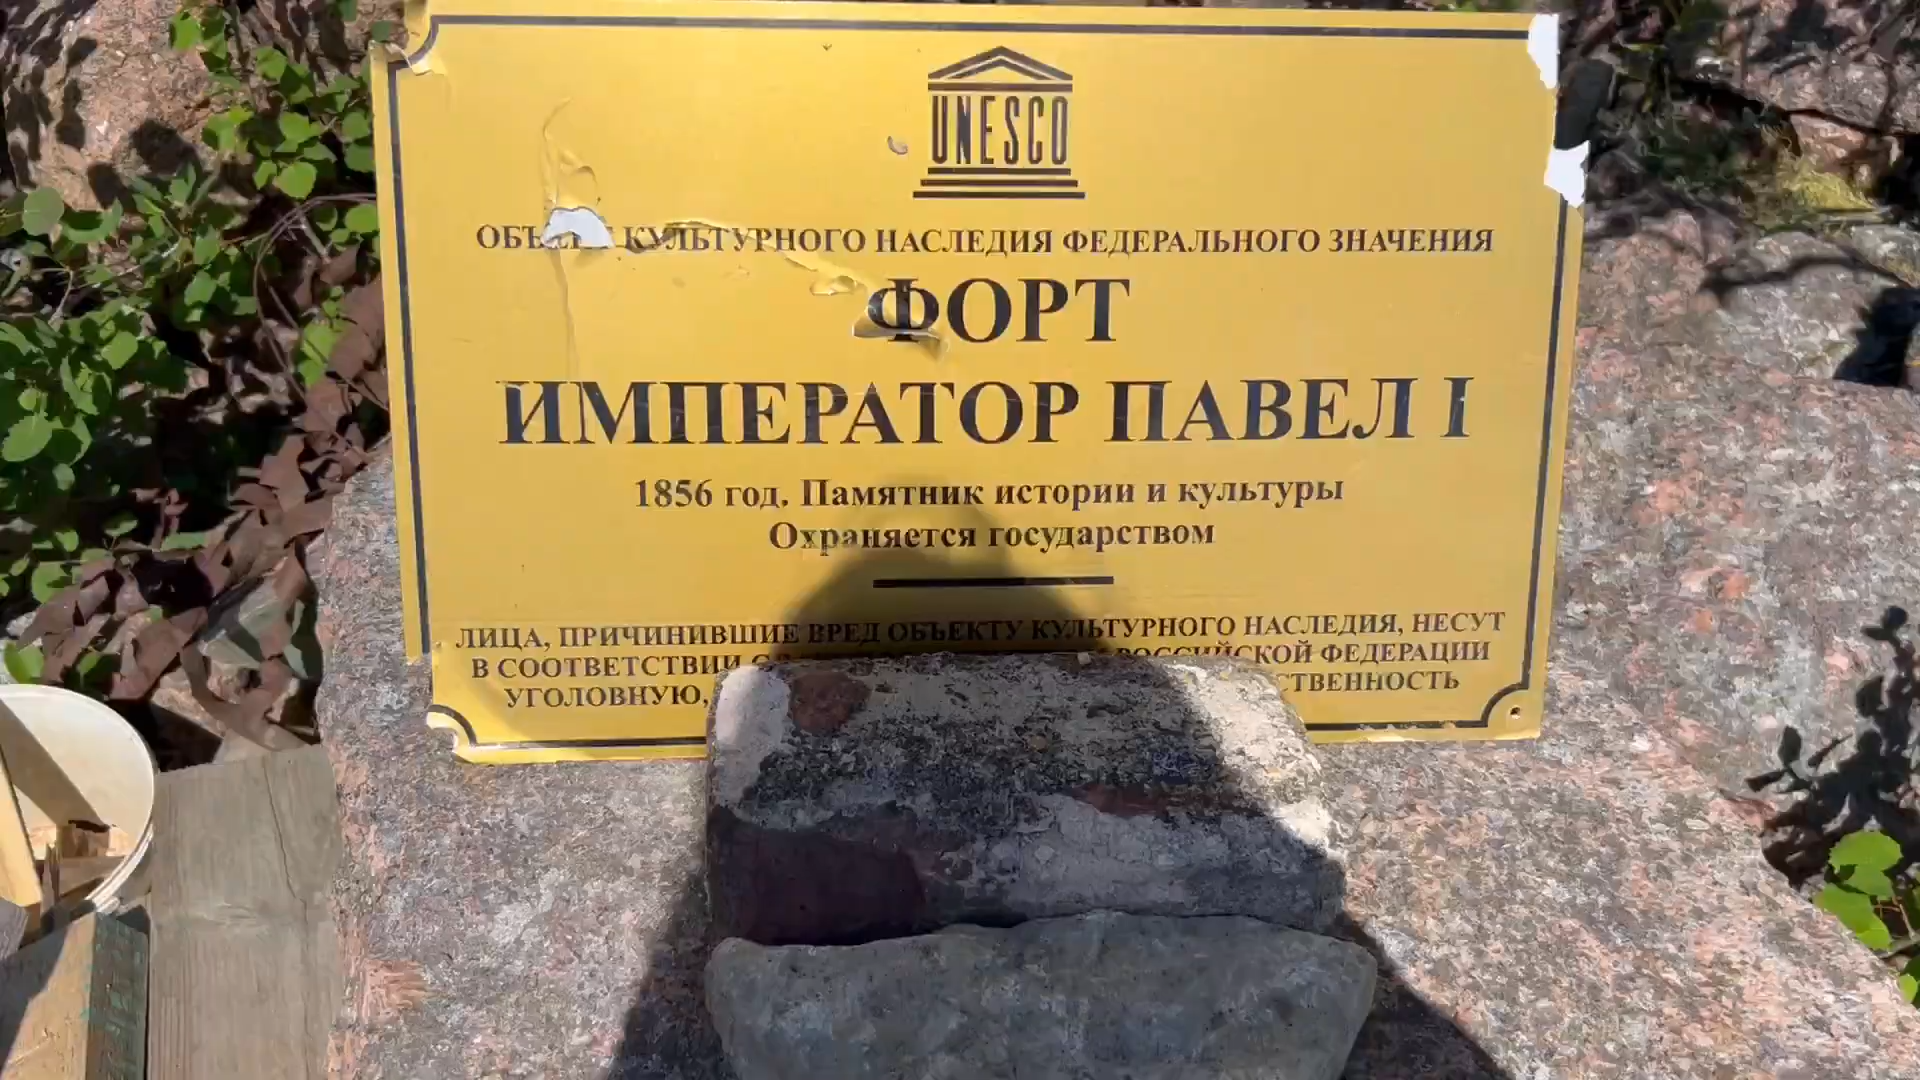 UNESCO
КУЛЬТУРНОГО НАСЛЕДИЯ ФЕДЕРАЛЬНОГО ЗНАЧЕНИЯ
ФОРТ
ИМПЕРАТОР ПАВЕЛ I
1856 год. Памятник истории и культуры
Охраняется государством
ЛИЦА, ПРИЧИНИВШИЕ ВРЕД ОБЪЕКТУ КУЛЬТУРНОГО НАСЛЕДИЯ, НЕСУТ
В СООТВЕТСТВИИ РОССИЙСКОЙ ФЕДЕРАЦИИ
УГОЛОВНУЮ,